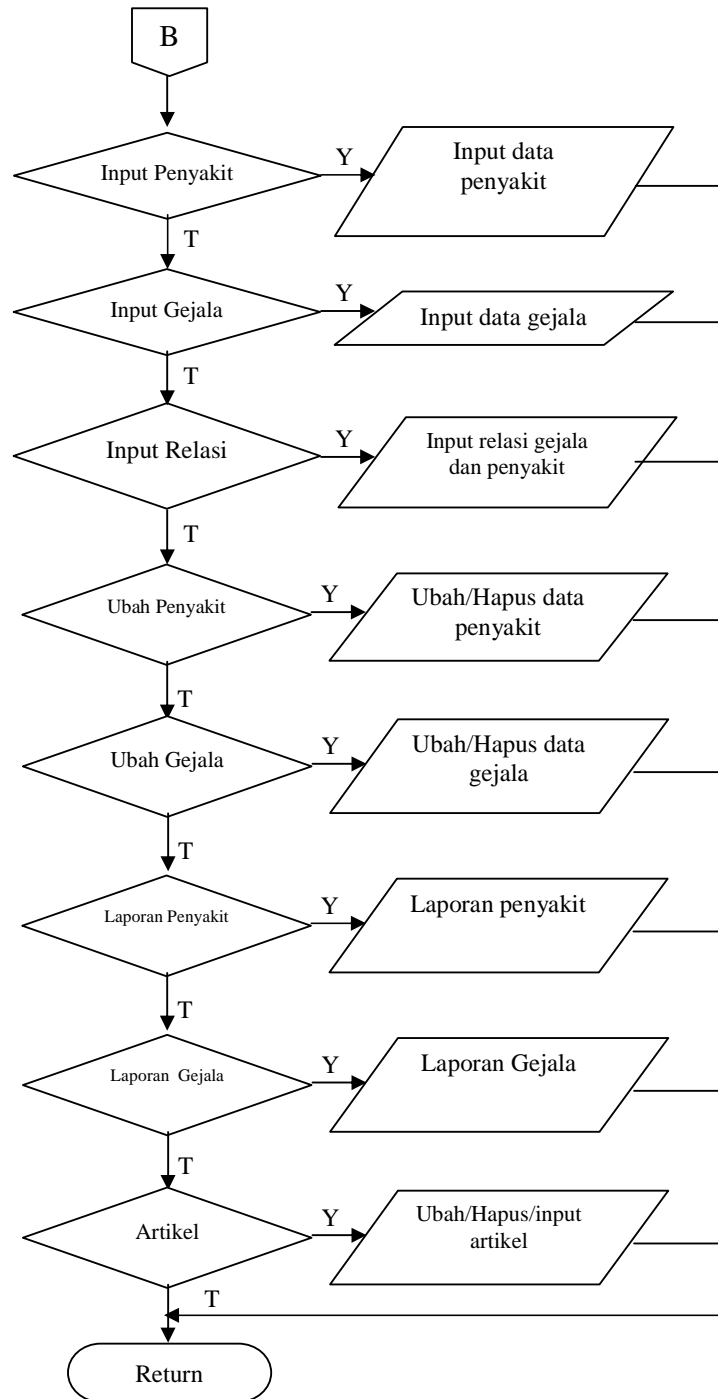 B
Input Penyakit
Y
Input data
penyakit
T
Input Gejala
Y
Input data gejala
T
Input Relasi
Y
Input relasi gejala
dan penyakit
T
Ubah Penyakit
Y
Ubah/Hapus data
penyakit
T
Ubah Gejala
Y
Ubah/Hapus data
gejala
T
Laporan Penyakit
Y
Laporan penyakit
T
Laporan Gejala
Y
Laporan Gejala
T
Artikel
Y
Ubah/Hapus/input
artikel
T
Return